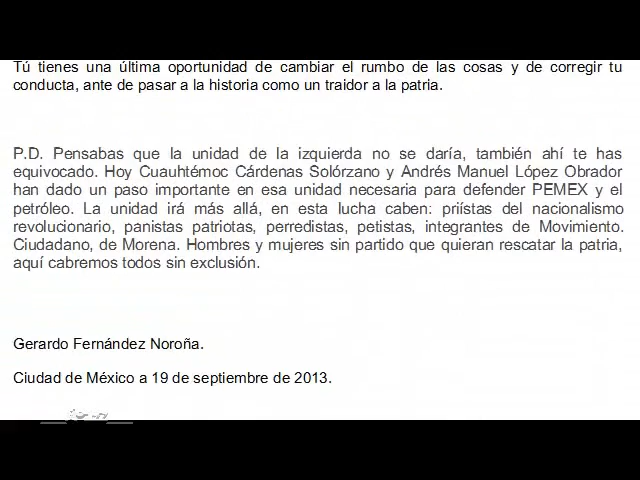 Tú tienes una última oportunidad de cambiar el rumbo de las cosas y de corregir tu
conducta, ante de pasar a la historia como un traidor a la patria.
P.D. Pensabas que la unidad de la izquierda no se daría, también ahí te has
equivocado. Hoy Cuauhtémoc Cárdenas Solórzano y Andrés Manuel López Obrador
han dado un paso importante en esa unidad necesaria para defender PEMEX y el
petróleo. La unidad irá más allá, en esta lucha caben: priístas del nacionalismo
revolucionario, panistas patriotas, perredistas, petistas, integrantes de Movimiento.
Ciudadano, de Morena. Hombres y mujeres sin partido que quieran rescatar la patria,
aquí cabremos todos sin exclusión.
Gerardo Fernández Noroña.
Ciudad de México a 19 de septiembre de 2013.